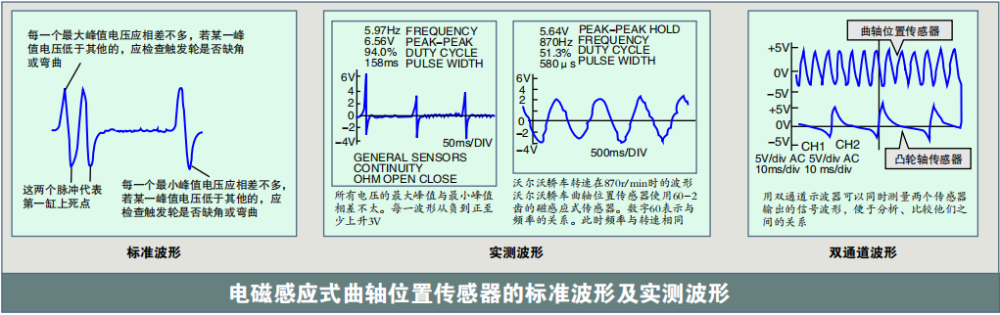 每一个最大峰值电压应相差不多，若某一峰
值电压低于其他的，应检查触发轮是否缺角
或弯曲
这两个脉冲代表
第一缸上死点
每一个最小峰值电压应相差不多，
若某一峰值电压低于其他的，应
检查触发轮是否缺角或弯曲
标准波形
5.97Hz FREQUENCY
6.56V PEAK-PEAK
94.0% DUTY CYCLE
158ms PULSE WIDTH
6V
4
2
0
-2
-4V
50ms/DIV
GENERAL SENSORS
CONTINUITY
OHM OPEN CLOSE
所有电压的最大峰值与最小峰值
相差不太。每一波形从负到正至
少上升3V
5.64V PEAK-PEAK HOLD
870Hz FREQUENCY
51.3% DUTY CYCLE
580μs PULSE WIDTH
6V
4
2
0
-2
-4V
500ms/DIV
沃尔沃轿车转速在870r/min时的波形
沃尔沃轿车曲轴位置传感器使用60-2
齿的磁感应式传感器。数字60表示与
频率的关系。此时频率与转速相同
实测波形
曲轴位置传感器
+5V
0V
-5V
+5V
0V
-5V
CH1 CH2
5V/div AC 5V/div AC
10ms/div 10 ms/div
凸轮轴传感器
用双通道示波器可以同时测量两个传感器
输出的信号波形，便于分析、比较他们之
间的关系
双通道波形
电磁感应式曲轴位置传感器的标准波形及实测波形